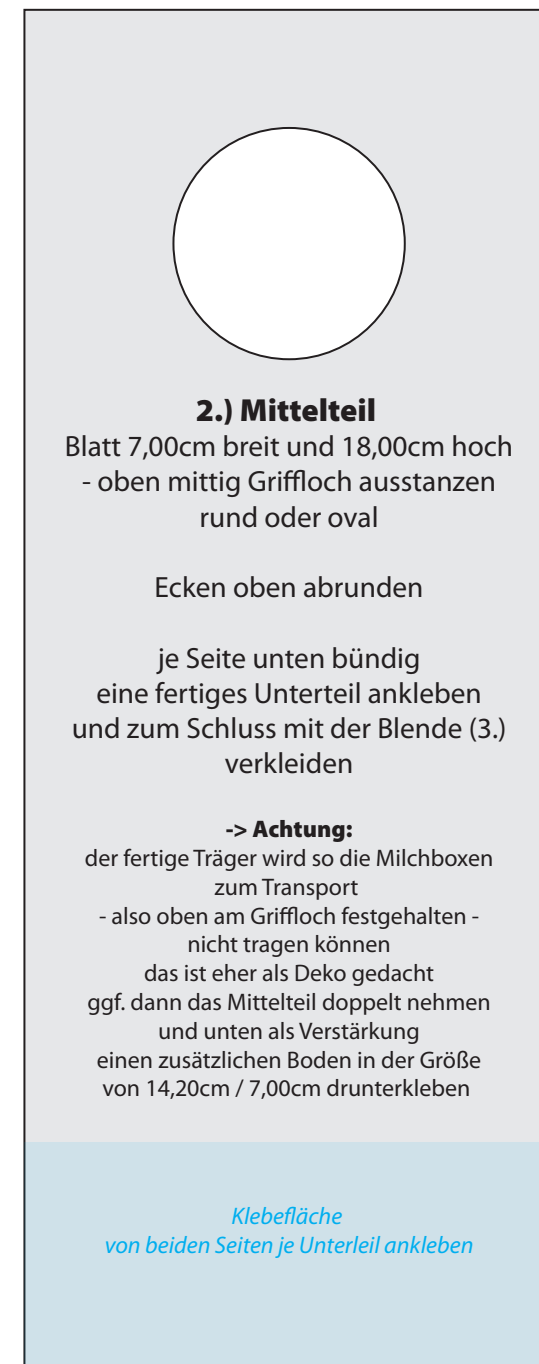 2.) Mittelteil
Blatt 7,00cm breit und 18,00cm hoch
- oben mittig Griffloch ausstanzen
rund oder oval
Ecken oben abrunden
je Seite unten bündig
eine fertiges Unterteil ankleben
und zum Schluss mit der Blende (3.)
verkleiden
-> Achtung:
der fertige Träger wird so die Milchboxen
zum Transport
- also oben am Griffloch festgehalten -
nicht tragen können
das ist eher als Deko gedacht
ggf. dann das Mittelteil doppelt nehmen
und unten als Verstärkung
einen zusätzlichen Boden in der Größe
von 14,20cm / 7,00cm drunterkleben
Klebefläche
von beiden Seiten je Unterleil ankleben